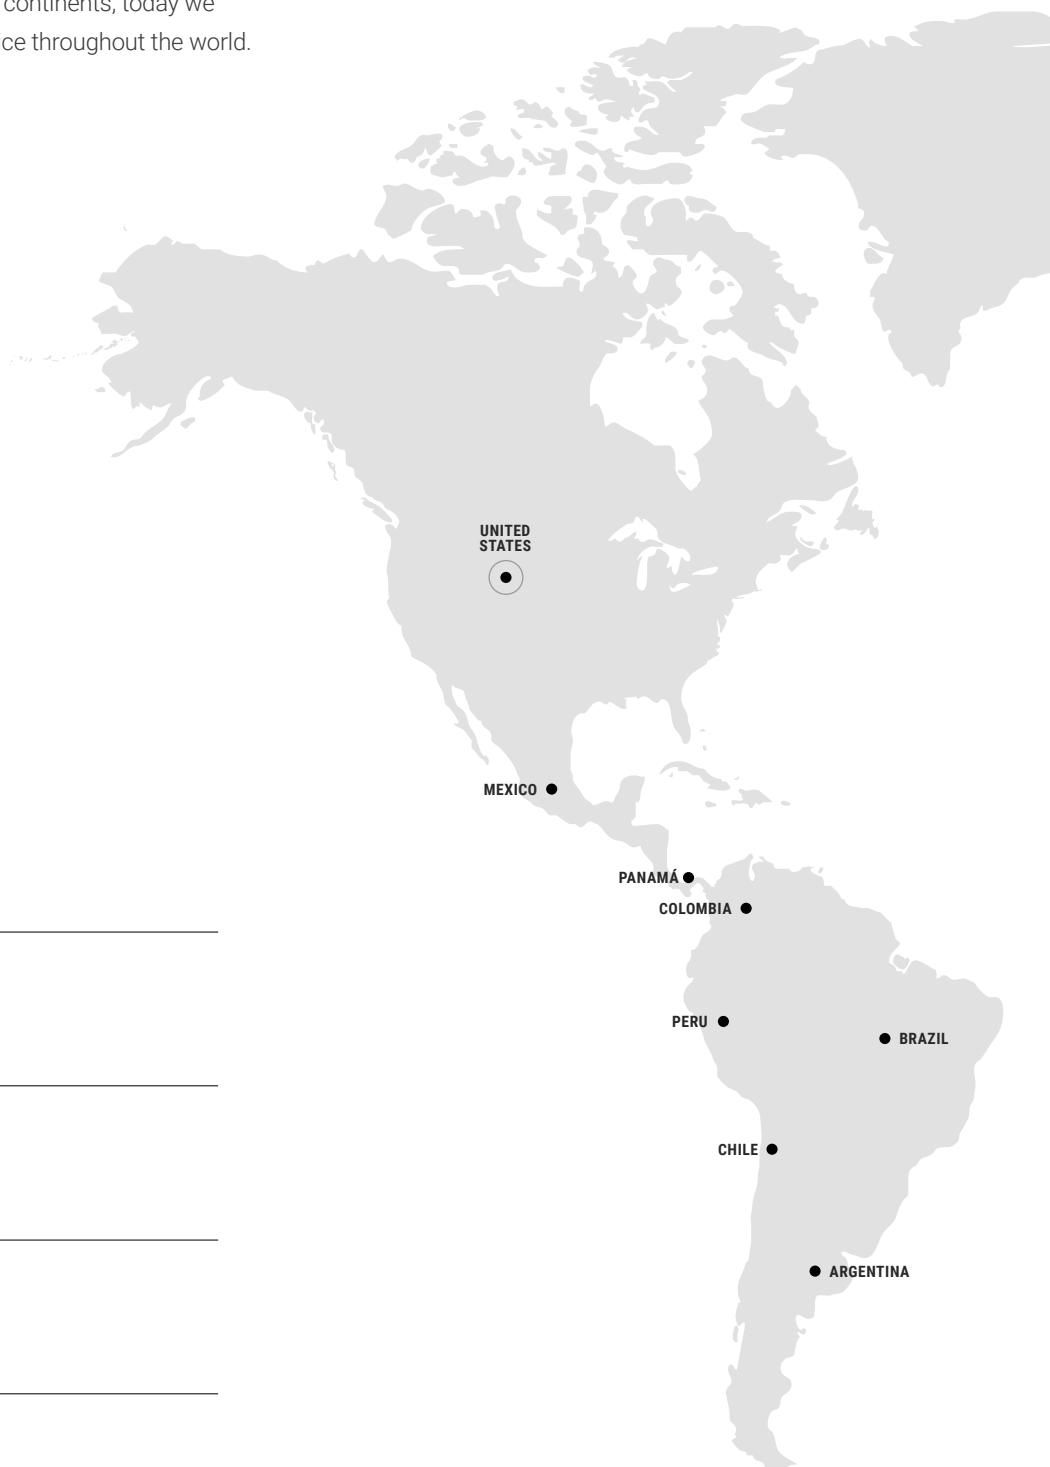 continents, today we
ce throughout the world.
UNITED
STATES
MEXICO
PANAMÁ
COLOMBIA
PERU
BRAZIL
CHILE
ARGENTINA